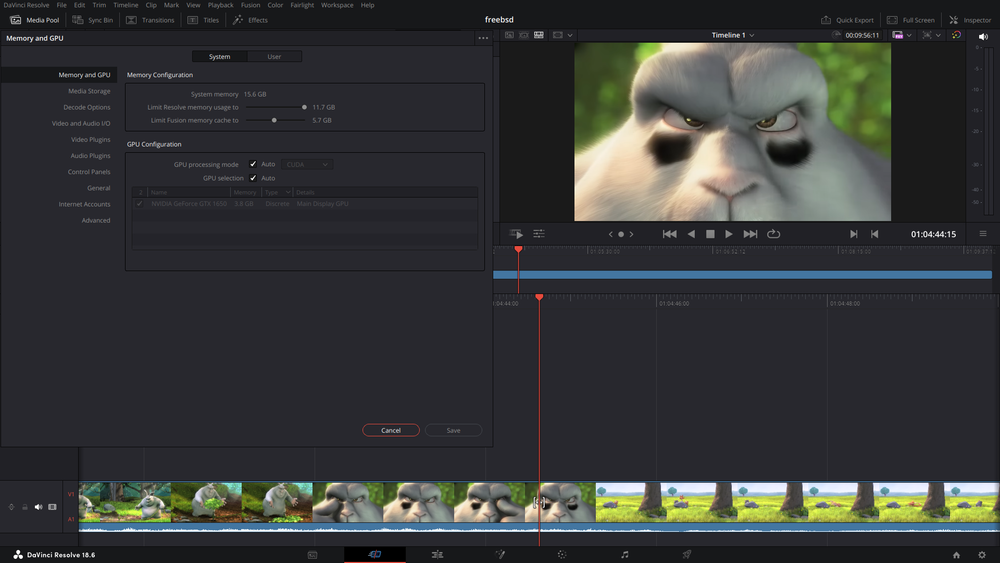 DaVinci Resolve File Edit Trim Timeline Clip Mark View Playback Fusion Color Fairlight Workspace Help
Media Pool Sync Bin Transitions Titles Effects freebsd Quick Export Full Screen Inspector
Memory and GPU
Timeline 1 00:09:56:11
System User
Memory and GPU
Media Storage
Decode Options
Video and Audio I/O
Video Plugins
Audio Plugins
Control Panels
General
Internet Accounts
Advanced
Memory Configuration
System memory 15.6 GB
Limit Resolve memory usage to 11.7 GB
Limit Fusion memory cache to 5.7 GB
GPU Configuration
GPU processing mode Auto CUDA
GPU selection Auto
Name Memory Type Details
NVIDIA GeForce GTX 1650 3.8 GB Discrete Main Display GPU
Cancel Save
01:04:44:15
01:04:44:00 01:04:46:00 01:04:48:00
V1
A1
DaVinci Resolve 18.6